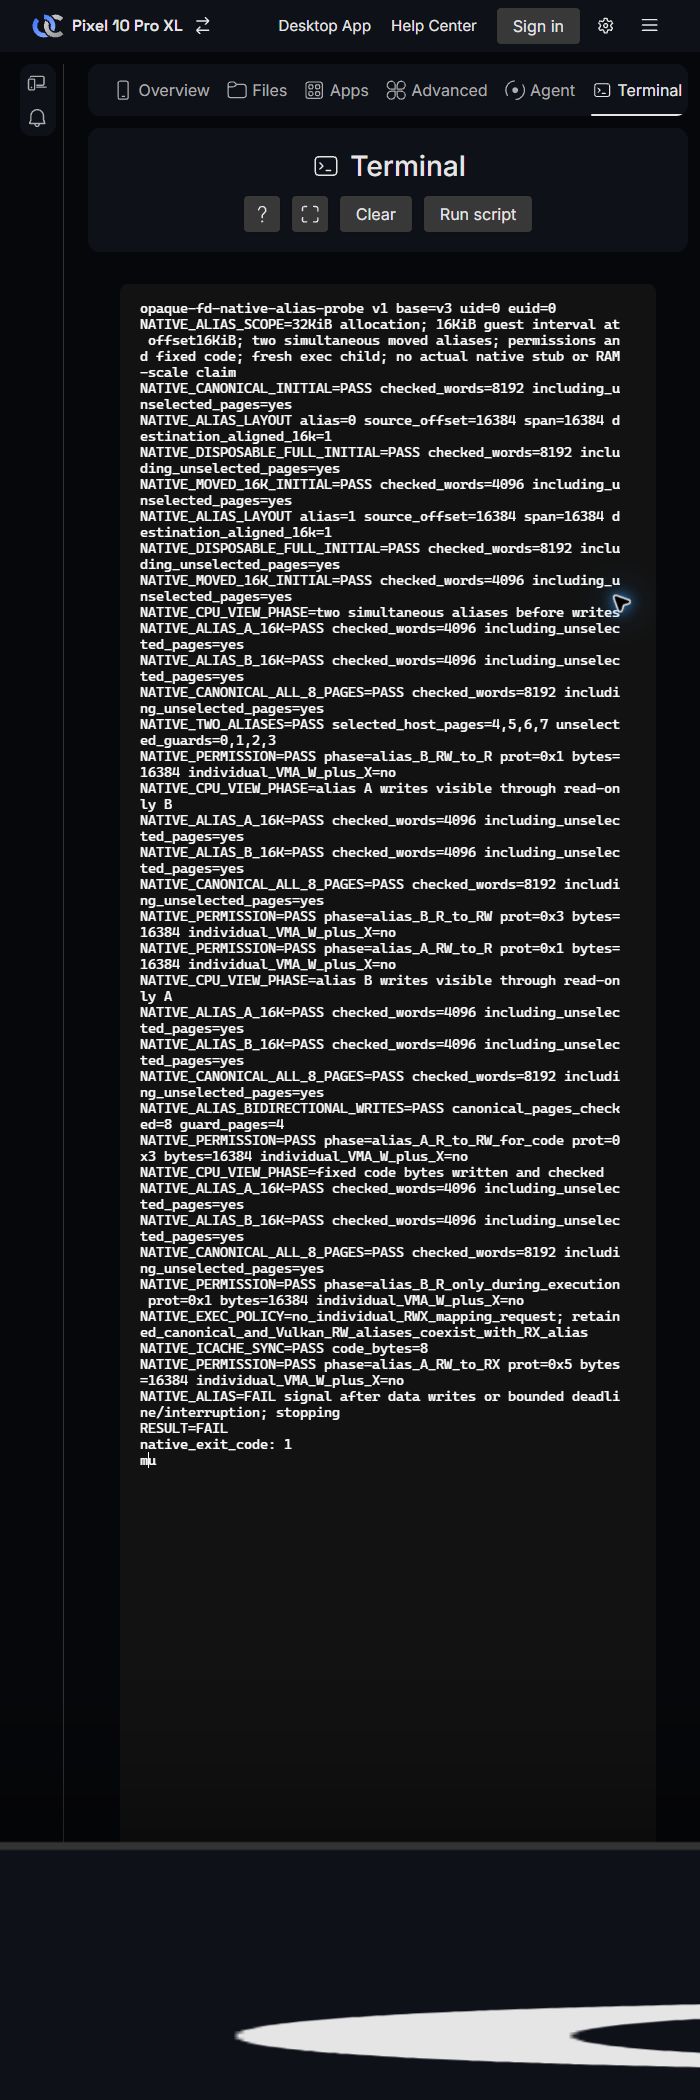 Pixel 10 Pro XL
Desktop App
Help Center
Sign in
Overview
Files
Apps
Advanced
Agent
Terminal
Terminal
?
Clear
Run script
opaque-fd-native-alias-probe v1 base=v3 uid=0 euid=0
NATIVE_ALIAS_SCOPE=32KiB allocation; 16KiB guest interval at
 offset16KiB; two simultaneous moved aliases; permissions an
d fixed code; fresh exec child; no actual native stub or RAM
-scale claim
NATIVE_CANONICAL_INITIAL=PASS checked_words=8192 including_u
nselected_pages=yes
NATIVE_ALIAS_LAYOUT alias=0 source_offset=16384 span=16384 d
estination_aligned_16k=1
NATIVE_DISPOSABLE_FULL_INITIAL=PASS checked_words=8192 inclu
ding_unselected_pages=yes
NATIVE_MOVED_16K_INITIAL=PASS checked_words=4096 including_u
nselected_pages=yes
NATIVE_ALIAS_LAYOUT alias=1 source_offset=16384 span=16384 d
estination_aligned_16k=1
NATIVE_DISPOSABLE_FULL_INITIAL=PASS checked_words=8192 inclu
ding_unselected_pages=yes
NATIVE_MOVED_16K_INITIAL=PASS checked_words=4096 including_u
nselected_pages=yes
NATIVE_CPU_VIEW_PHASE=two simultaneous aliases before writes
NATIVE_ALIAS_A_16K=PASS checked_words=4096 including_unselec
ted_pages=yes
NATIVE_ALIAS_B_16K=PASS checked_words=4096 including_unselec
ted_pages=yes
NATIVE_CANONICAL_ALL_8_PAGES=PASS checked_words=8192 includi
ng_unselected_pages=yes
NATIVE_TWO_ALIASES=PASS selected_host_pages=4,5,6,7 unselect
ed_guards=0,1,2,3
NATIVE_PERMISSION=PASS phase=alias_B_RW_to_R prot=0x1 bytes=
16384 individual_VMA_W_plus_X=no
NATIVE_CPU_VIEW_PHASE=alias A writes visible through read-on
ly B
NATIVE_ALIAS_A_16K=PASS checked_words=4096 including_unselec
ted_pages=yes
NATIVE_ALIAS_B_16K=PASS checked_words=4096 including_unselec
ted_pages=yes
NATIVE_CANONICAL_ALL_8_PAGES=PASS checked_words=8192 includi
ng_unselected_pages=yes
NATIVE_PERMISSION=PASS phase=alias_B_R_to_RW prot=0x3 bytes=
16384 individual_VMA_W_plus_X=no
NATIVE_PERMISSION=PASS phase=alias_A_RW_to_R prot=0x1 bytes=
16384 individual_VMA_W_plus_X=no
NATIVE_CPU_VIEW_PHASE=alias B writes visible through read-on
ly A
NATIVE_ALIAS_A_16K=PASS checked_words=4096 including_unselec
ted_pages=yes
NATIVE_ALIAS_B_16K=PASS checked_words=4096 including_unselec
ted_pages=yes
NATIVE_CANONICAL_ALL_8_PAGES=PASS checked_words=8192 includi
ng_unselected_pages=yes
NATIVE_ALIAS_BIDIRECTIONAL_WRITES=PASS canonical_pages_check
ed=8 guard_pages=4
NATIVE_PERMISSION=PASS phase=alias_A_R_to_RW_for_code prot=0
x3 bytes=16384 individual_VMA_W_plus_X=no
NATIVE_CPU_VIEW_PHASE=fixed code bytes written and checked
NATIVE_ALIAS_A_16K=PASS checked_words=4096 including_unselec
ted_pages=yes
NATIVE_ALIAS_B_16K=PASS checked_words=4096 including_unselec
ted_pages=yes
NATIVE_CANONICAL_ALL_8_PAGES=PASS checked_words=8192 includi
ng_unselected_pages=yes
NATIVE_PERMISSION=PASS phase=alias_B_R_only_during_execution
 prot=0x1 bytes=16384 individual_VMA_W_plus_X=no
NATIVE_EXEC_POLICY=no_individual_RWX_mapping_request; retain
ed_canonical_and_Vulkan_RW_aliases_coexist_with_RX_alias
NATIVE_ICACHE_SYNC=PASS code_bytes=8
NATIVE_PERMISSION=PASS phase=alias_A_RW_to_RX prot=0x5 bytes
=16384 individual_VMA_W_plus_X=no
NATIVE_ALIAS=FAIL signal after data writes or bounded deadli
ne/interruption; stopping
RESULT=FAIL
native_exit_code: 1
mu